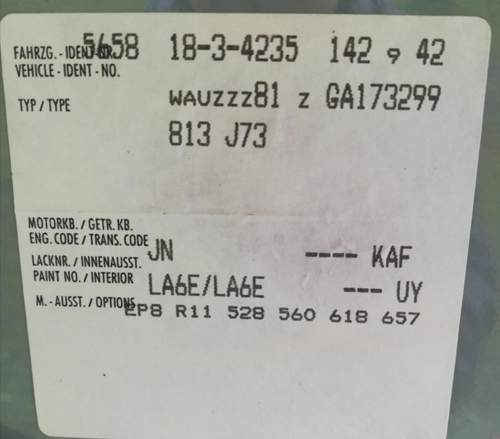 FAHRZG. - IDENT-NR. 5658 18-3-4235 142 9 42
VEHICLE - IDENT - NO.
TYP / TYPE WAUZZZ81 Z GA173299
813 J73
MOTORKB. / GETR. KB.
ENG. CODE / TRANS. CODE JN ---- KAF
LACKNR. / INNENAUSST.
PAINT NO. / INTERIOR LA6E/LA6E --- UY
M. - AUSST. / OPTIONS EP8 R11 528 560 618 657